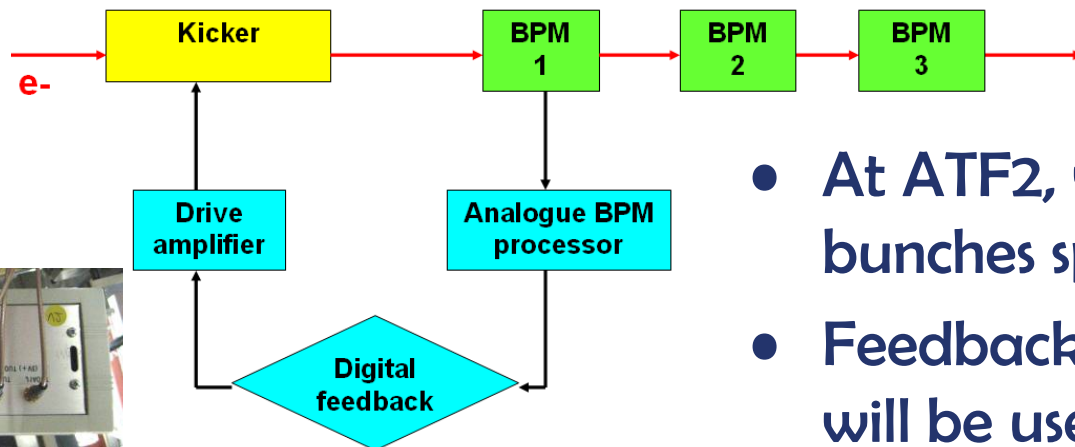 Kicker
BPM
1
BPM
2
BPM
3
e-
Drive
amplifier
Analogue BPM
processor
Digital
feedback
• At ATF2,
bunches
• Feedback
will be